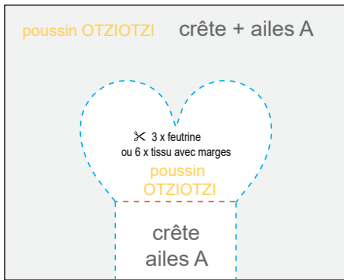 poussin OTZIOTZI crête + ailes A
✂ 3 x feutrine
ou 6 x tissu avec marges
poussin
OTZIOTZI
crête
ailes A